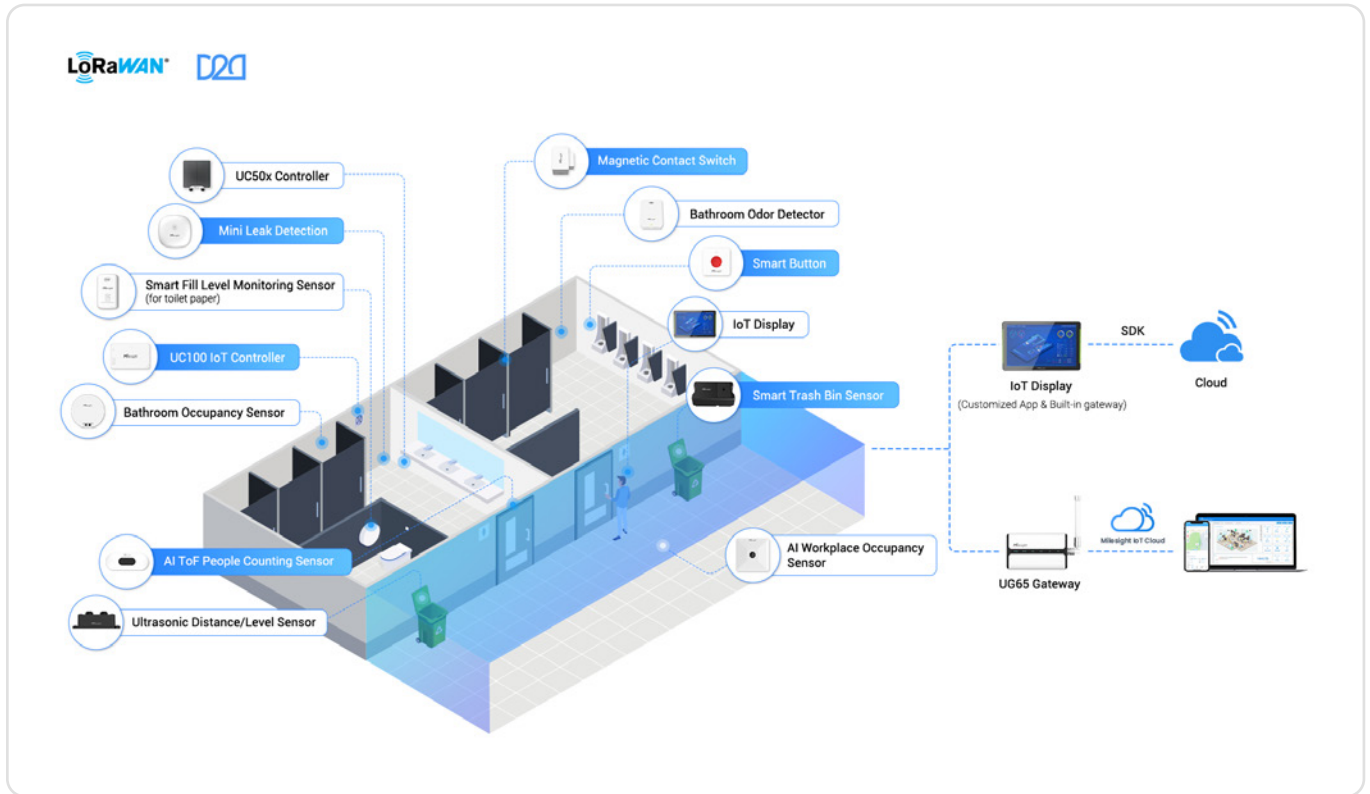 LoRaWAN®
D2D
UC50x Controller
Mini Leak Detection
Smart Fill Level Monitoring Sensor
(for toilet paper)
UC100 IoT Controller
Bathroom Occupancy Sensor
AI ToF People Counting Sensor
Ultrasonic Distance/Level Sensor
Magnetic Contact Switch
Bathroom Odor Detector
Smart Button
IoT Display
Smart Trash Bin Sensor
AI Workplace Occupancy
Sensor
SDK
IoT Display
(Customized App & Built-in gateway)
Cloud
Milesight IoT Cloud
UG65 Gateway